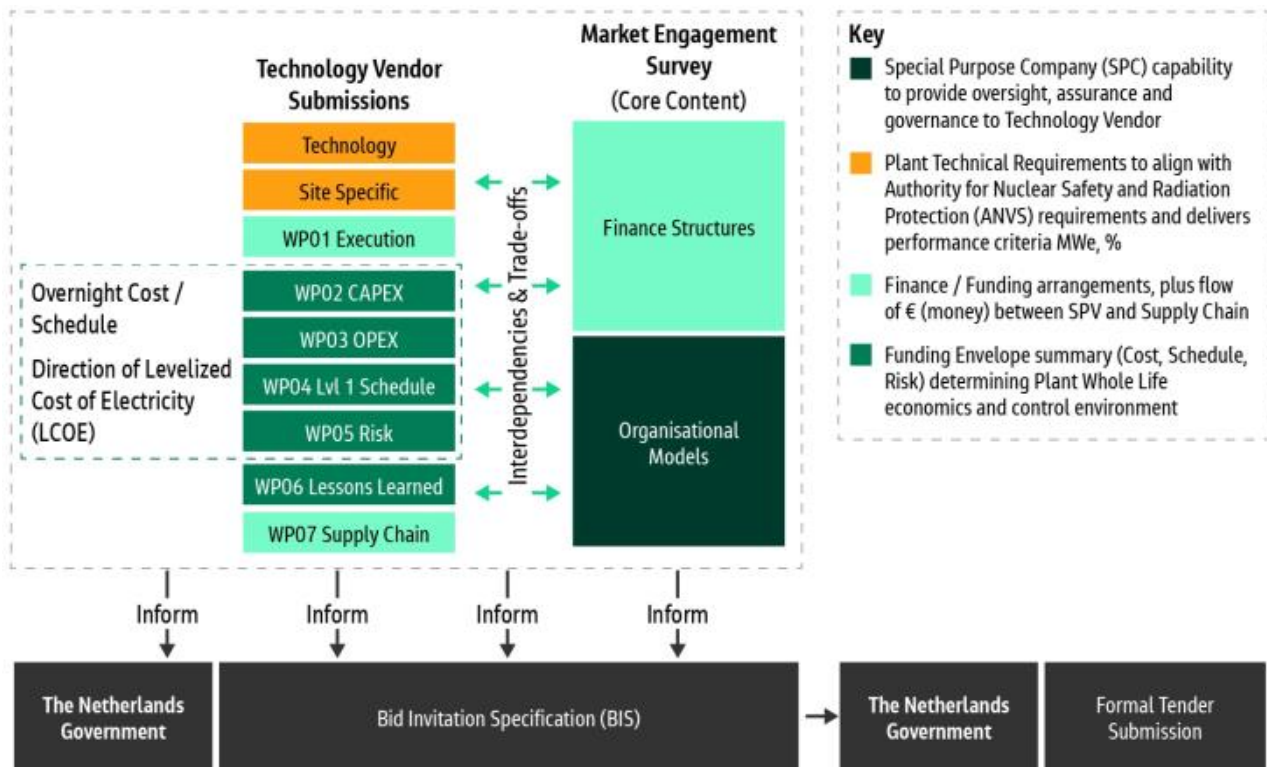 Technology Vendor
Submissions
Technology
Site Specific
WP01 Execution
WP02 CAPEX
WP03 OPEX
WP04 Lvl 1 Schedule
WP05 Risk
WP06 Lessons Learned
WP07 Supply Chain
Overnight Cost /
Schedule
Direction of Levelized
Cost of Electricity
(LCOE)
Interdependencies & Trade-offs
Market Engagement
Survey
(Core Content)
Finance Structures
Organisational
Models
Key
Special Purpose Company (SPC) capability
to provide oversight, assurance and
governance to Technology Vendor
Plant Technical Requirements to align with
Authority for Nuclear Safety and Radiation
Protection (ANVS) requirements and delivers
performance criteria MWe, %
Finance / Funding arrangements, plus flow
of € (money) between SPV and Supply Chain
Funding Envelope summary (Cost, Schedule,
Risk) determining Plant Whole Life
economics and control environment
Inform
Inform
Inform
Inform
The Netherlands
Government
Bid Invitation Specification (BIS)
The Netherlands
Government
Formal Tender
Submission